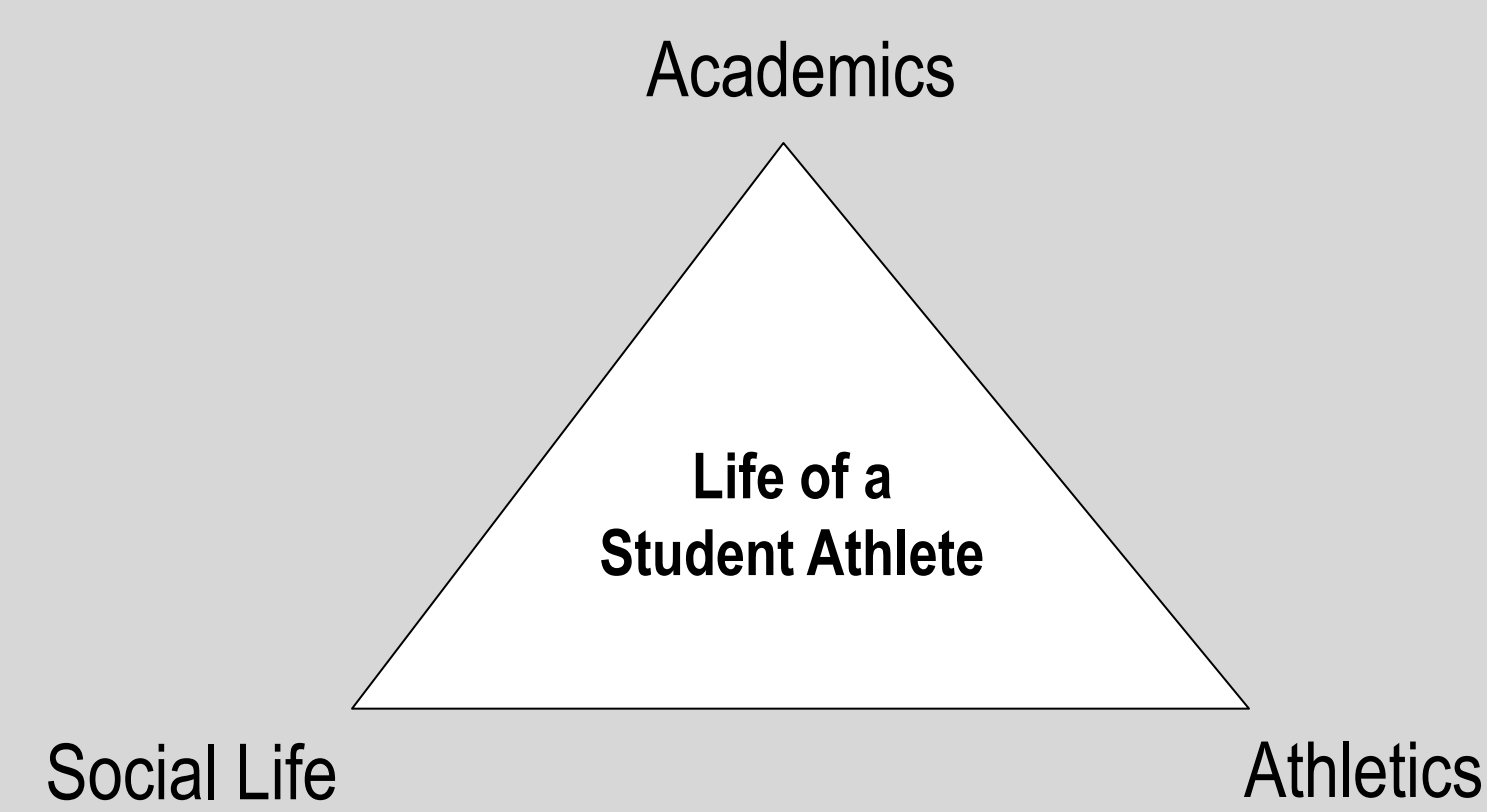 Academics
Life of a
Student Athlete
Social Life
Athletics